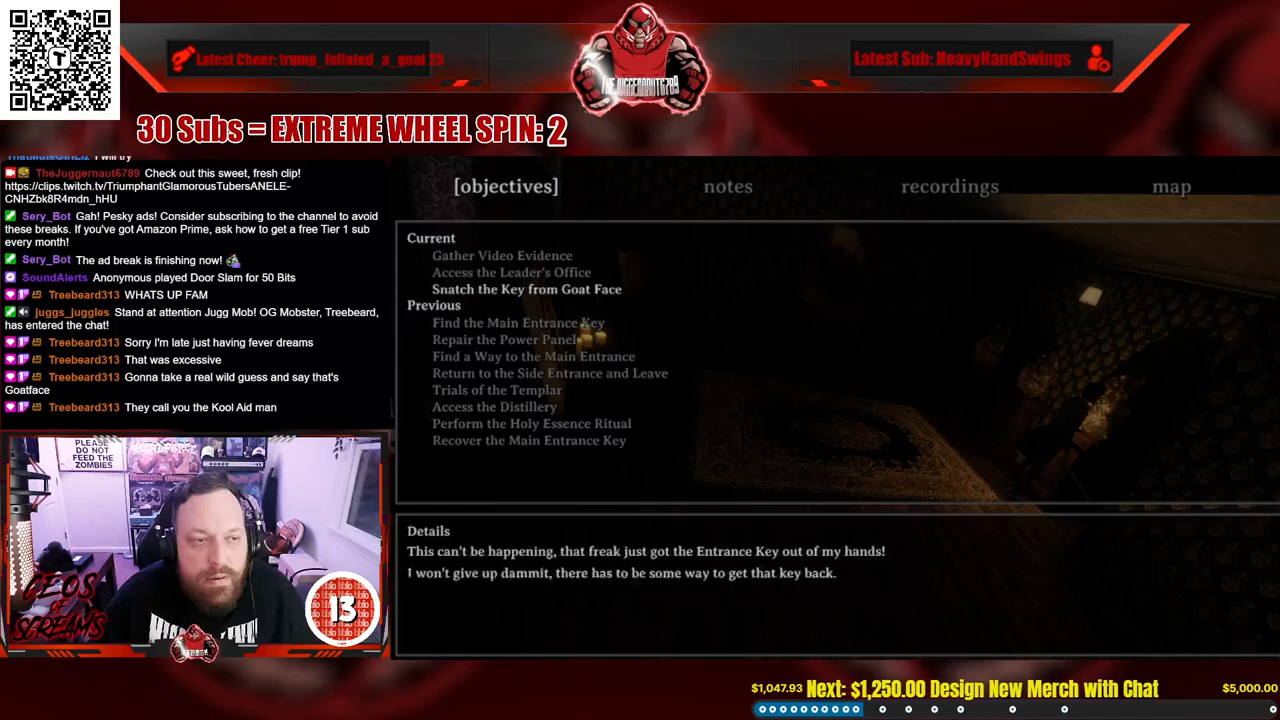 Latest Cheer: trump_fellated_a_goat 25
THEJUGGERNAUT6789
Latest Sub: HeavyHandSwings
30 Subs = EXTREME WHEEL SPIN: 2
ThatMuteGirlLiz I will try
TheJuggernaut6789 Check out this sweet, fresh clip!
https://clips.twitch.tv/TriumphantGlamorousTubersANELE-
CNHZbk8R4mdn_hHU
Sery_Bot Gah! Pesky ads! Consider subscribing to the channel to avoid
these breaks. If you've got Amazon Prime, ask how to get a free Tier 1 sub
every month!
Sery_Bot The ad break is finishing now!
SoundAlerts Anonymous played Door Slam for 50 Bits
Treebeard313 WHATS UP FAM
juggs_juggles Stand at attention Jugg Mob! OG Mobster, Treebeard,
has entered the chat!
Treebeard313 Sorry I'm late just having fever dreams
Treebeard313 That was excessive
Treebeard313 Gonna take a real wild guess and say that's
Goatface
Treebeard313 They call you the Kool Aid man
[objectives] notes recordings map
Current
Gather Video Evidence
Access the Leader's Office
Snatch the Key from Goat Face
Previous
Find the Main Entrance Key
Repair the Power Panel
Find a Way to the Main Entrance
Return to the Side Entrance and Leave
Trials of the Templar
Access the Distillery
Perform the Holy Essence Ritual
Recover the Main Entrance Key
Details
This can't be happening, that freak just got the Entrance Key out of my hands!
I won't give up dammit, there has to be some way to get that key back.
PLEASE
DO NOT
FEED THE
ZOMBIES
CEOS
OF
SCREAMS
13
$1,047.93 Next: $1,250.00 Design New Merch with Chat $5,000.00